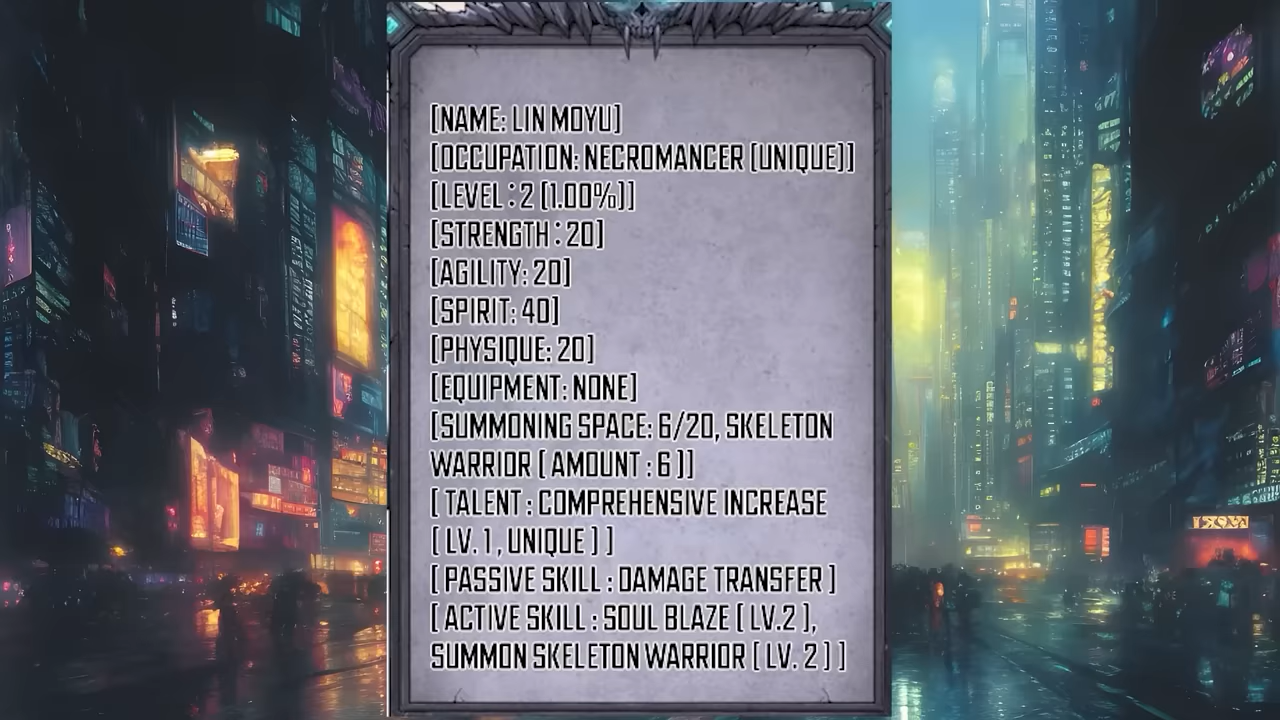 [NAME: LIN MOYU]
[OCCUPATION: NECROMANCER [UNIQUE]]
[LEVEL : 2 [1.00%]]
[STRENGTH : 20]
[AGILITY: 20]
[SPIRIT: 40]
[PHYSIQUE: 20]
[EQUIPMENT: NONE]
[SUMMONING SPACE: 6/20, SKELETON
WARRIOR [ AMOUNT : 6 ]]
[ TALENT : COMPREHENSIVE INCREASE
[ LV. 1 , UNIQUE ] ]
[ PASSIVE SKILL : DAMAGE TRANSFER ]
[ ACTIVE SKILL : SOUL BLAZE [ LV.2 ],
SUMMON SKELETON WARRIOR [ LV. 2 ] ]